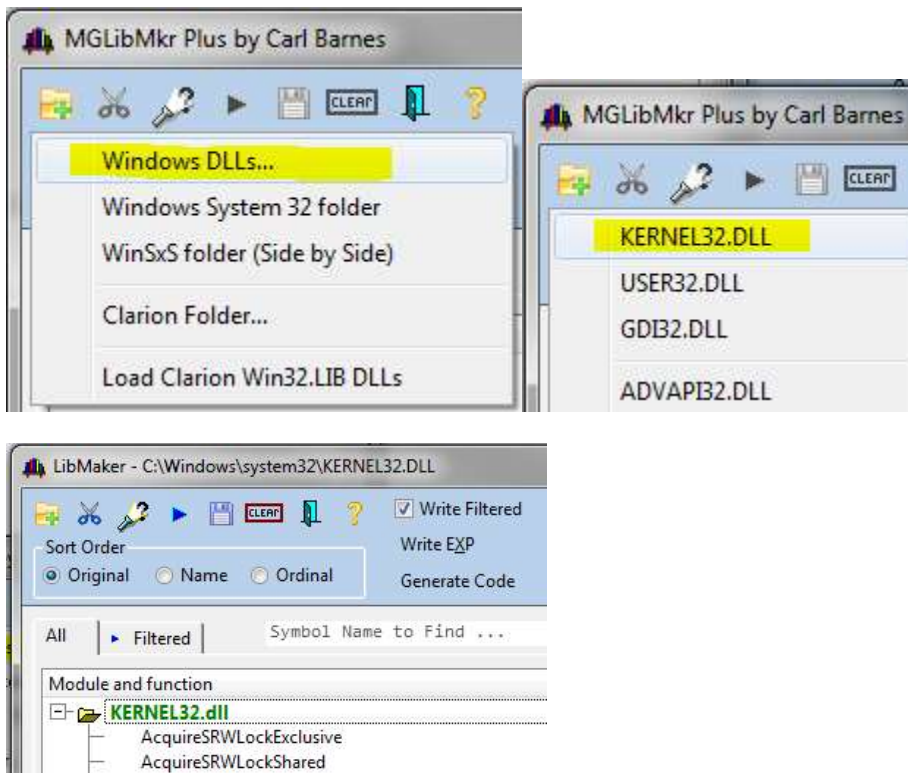 MGLibMkr Plus by Carl Barnes
CLEAR
Windows DLLs...
Windows System 32 folder
WinSxS folder (Side by Side)
Clarion Folder...
Load Clarion Win32.LIB DLLs
MGLibMkr Plus by Carl Barnes
CLEAR
KERNEL32.DLL
USER32.DLL
GDI32.DLL
ADVAPI32.DLL
LibMaker - C:\Windows\system32\KERNEL32.DLL
CLEAR
Write Filtered
Sort Order
Write EXP
Original Name Ordinal
Generate Code
All Filtered Symbol Name to Find ...
Module and function
KERNEL32.dll
AcquireSRWLockExclusive
AcquireSRWLockShared